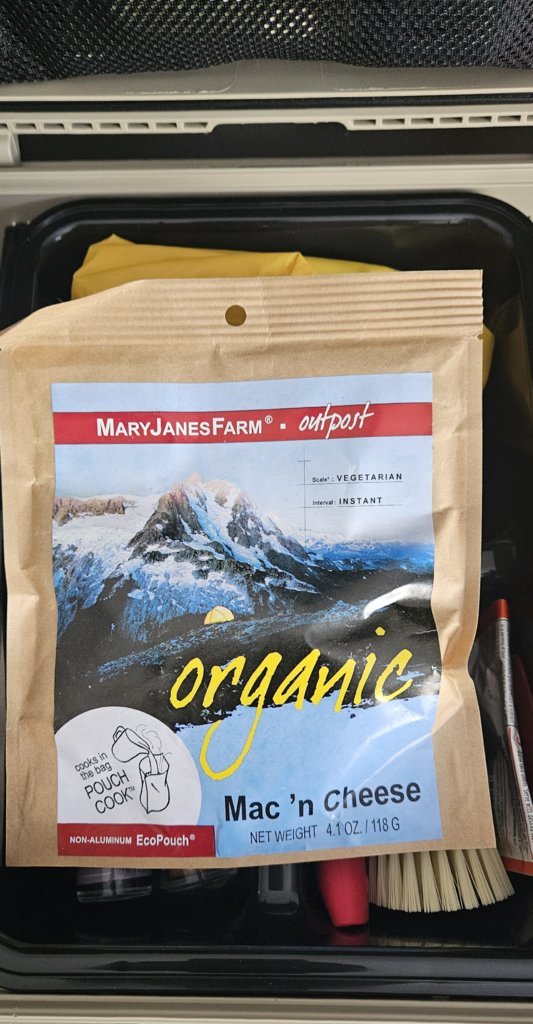 MARYJANESFARM® ▪ outpost
Scale¹ : VEGETARIAN
Interval : INSTANT
organic
cooks in
the bag
POUCH
COOK™
Mac 'n Cheese
NET WEIGHT 4.1 OZ. / 118 G
NON-ALUMINUM EcoPouch®